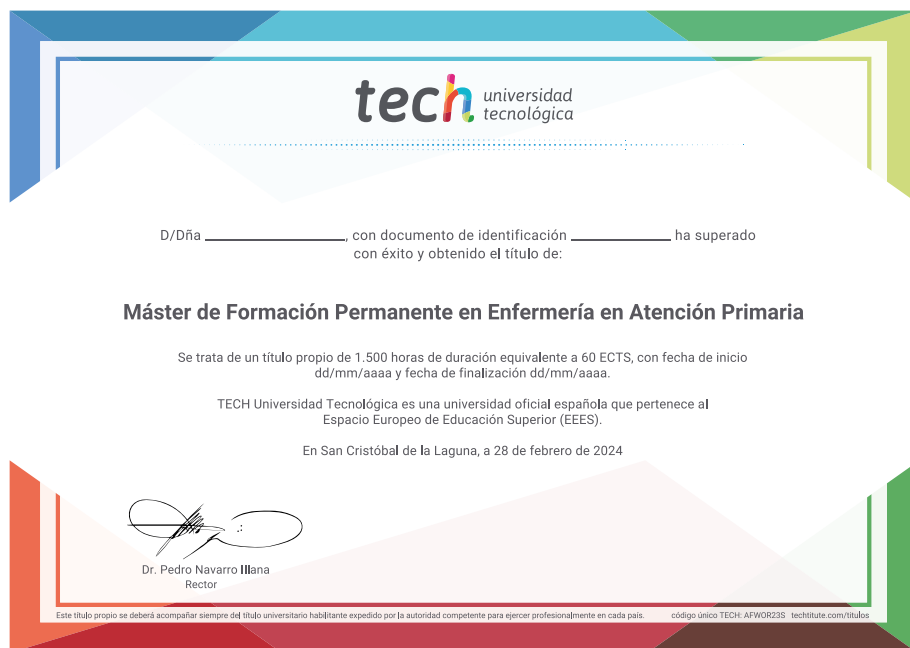 tech universidad
tecnológica
D/Dña ____________________, con documento de identificación ______________ ha superado
con éxito y obtenido el título de:
Máster de Formación Permanente en Enfermería en Atención Primaria
Se trata de un título propio de 1.500 horas de duración equivalente a 60 ECTS, con fecha de inicio
dd/mm/aaaa y fecha de finalización dd/mm/aaaa.
TECH Universidad Tecnológica es una universidad oficial española que pertenece al
Espacio Europeo de Educación Superior (EEES).
En San Cristóbal de la Laguna, a 28 de febrero de 2024
Dr. Pedro Navarro Illana
Rector
Este título propio se deberá acompañar siempre del título universitario habilitante expedido por la autoridad competente para ejercer profesionalmente en cada país. código único TECH: AFWOR23S techtitute.com/titulos